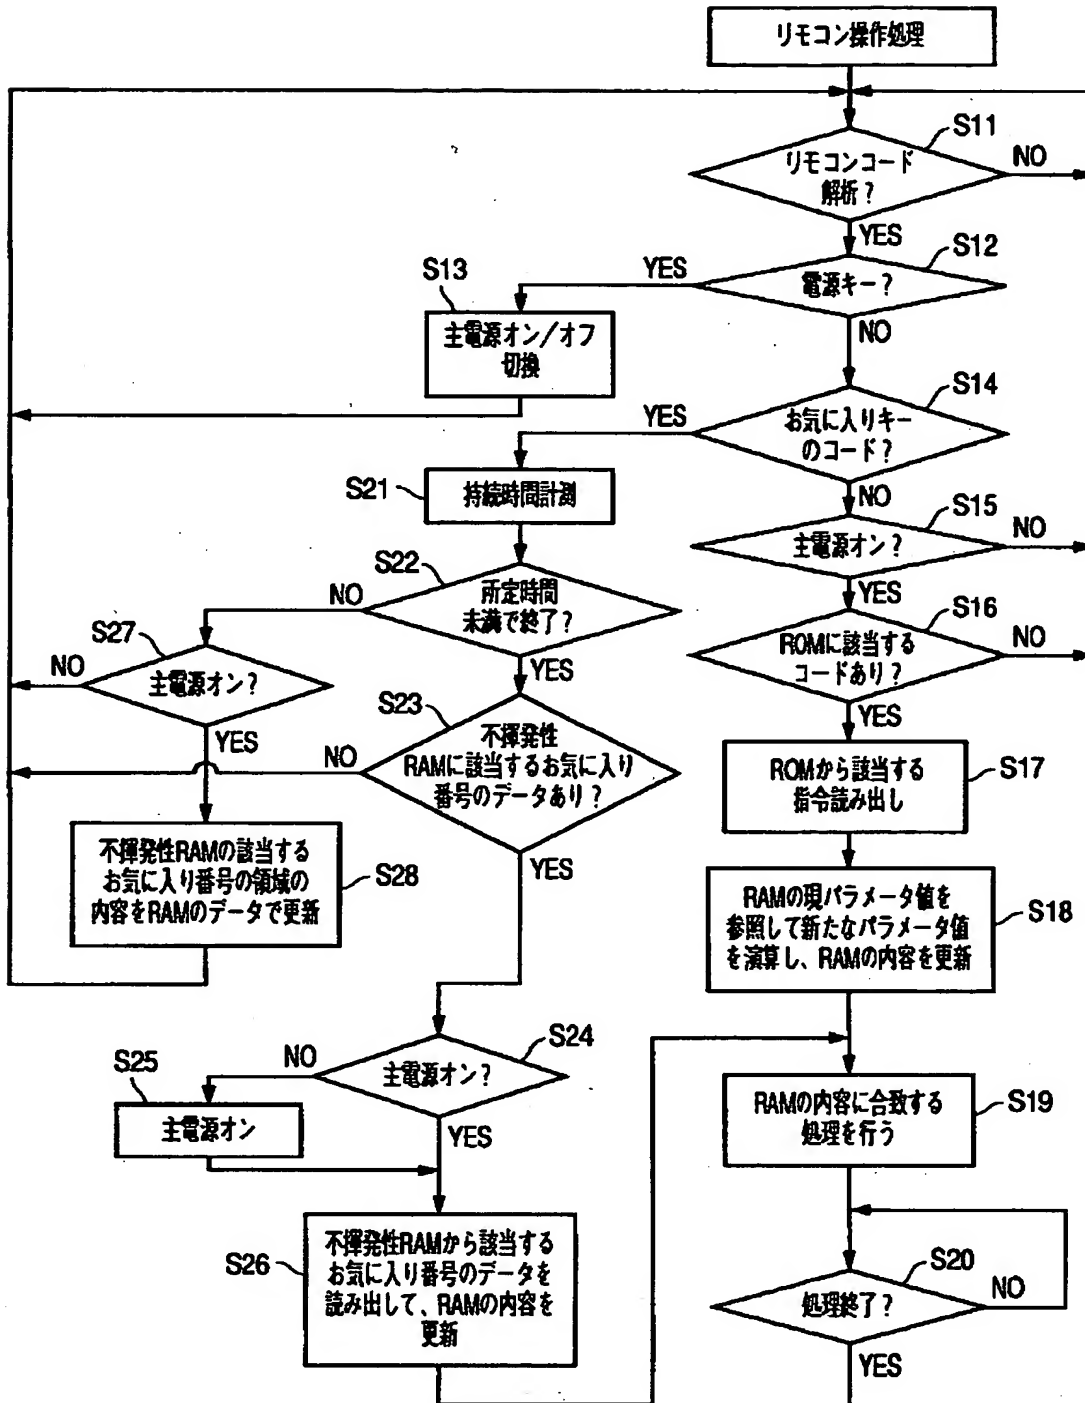 リモコン操作処理
S11
リモコンコード
解析？
NO
YES
S12
電源キー？
YES
NO
S13
主電源オン／オフ
切換
S14
お気に入りキー
のコード？
YES
NO
S21
持続時間計測
S15
主電源オン？
NO
YES
S22
所定時間
未満で終了？
NO
YES
S16
ROMに該当する
コードあり？
NO
YES
S27
主電源オン？
NO
YES
S23
不揮発性
RAMに該当するお気に入り
番号のデータあり？
NO
YES
S17
ROMから該当する
指令読み出し
S28
不揮発性RAMの該当する
お気に入り番号の領域の
内容をRAMのデータで更新
S18
RAMの現パラメータ値を
参照して新たなパラメータ値
を演算し、RAMの内容を更新
S24
主電源オン？
NO
YES
S25
主電源オン
S19
RAMの内容に合致する
処理を行う
S26
不揮発性RAMから該当する
お気に入り番号のデータを
読み出して、RAMの内容を
更新
S20
処理終了？
NO
YES